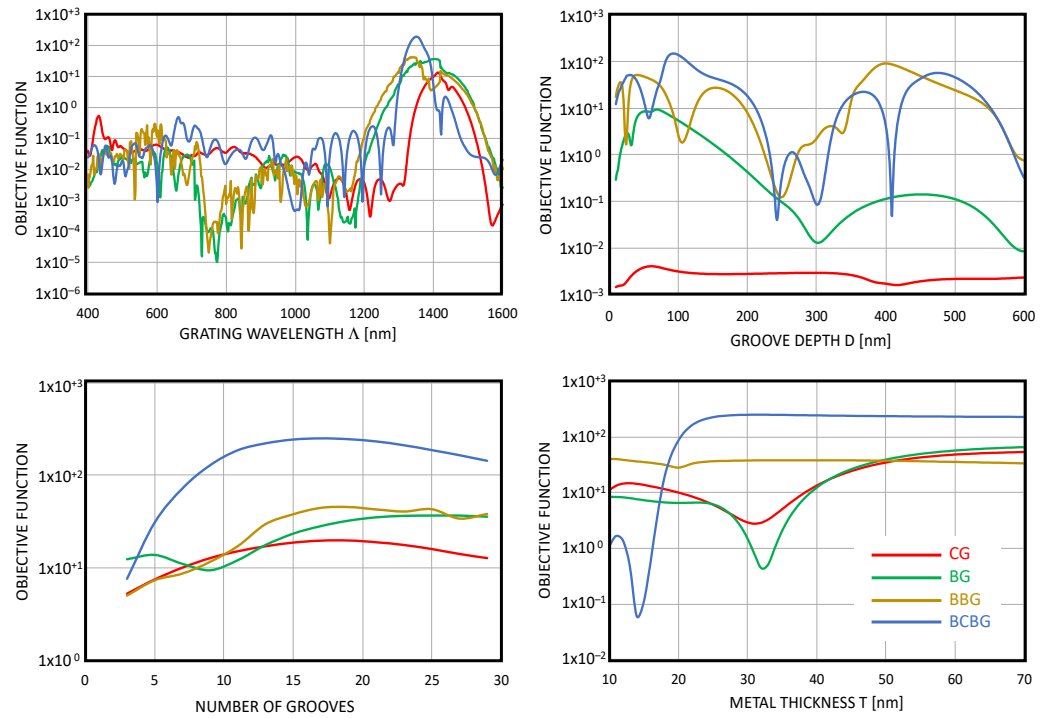 1x10+3
1x10+2
1x10+1
1x10^0
1x10−1
1x10−2
1x10−3
1x10−4
1x10−5
1x10−6
OBJECTIVE FUNCTION
400 600 800 1000 1200 1400 1600
GRATING WAVELENGTH Λ [nm]
1x10+3
1x10+2
1x10+1
1x10^0
1x10−1
1x10−2
1x10−3
OBJECTIVE FUNCTION
0 100 200 300 400 500 600
GROOVE DEPTH D [nm]
1x10+3
1x10+2
1x10+1
1x10^0
OBJECTIVE FUNCTION
0 5 10 15 20 25 30
NUMBER OF GROOVES
1x10+3
1x10+2
1x10+1
1x10^0
1x10−1
1x10−2
OBJECTIVE FUNCTION
CG
BG
BBG
BCBG
10 20 30 40 50 60 70
METAL THICKNESS T [nm]